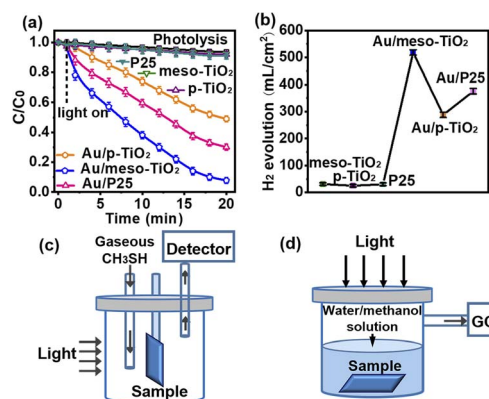 (a)
Photolysis
P25
meso-TiO₂
p-TiO₂
light on
Au/p-TiO₂
Au/meso-TiO₂
Au/P25
C/C₀
1.0
0.8
0.6
0.4
0.2
0.0
0 5 10 15 20
Time (min)
(b)
H₂ evolution (mL/cm²)
600
500
400
300
200
100
0
Au/meso-TiO₂
Au/P25
Au/p-TiO₂
meso-TiO₂
p-TiO₂
P25
(c)
Gaseous
CH₃SH
Detector
Light
Sample
(d)
Light
Water/methanol
solution
GC
Sample